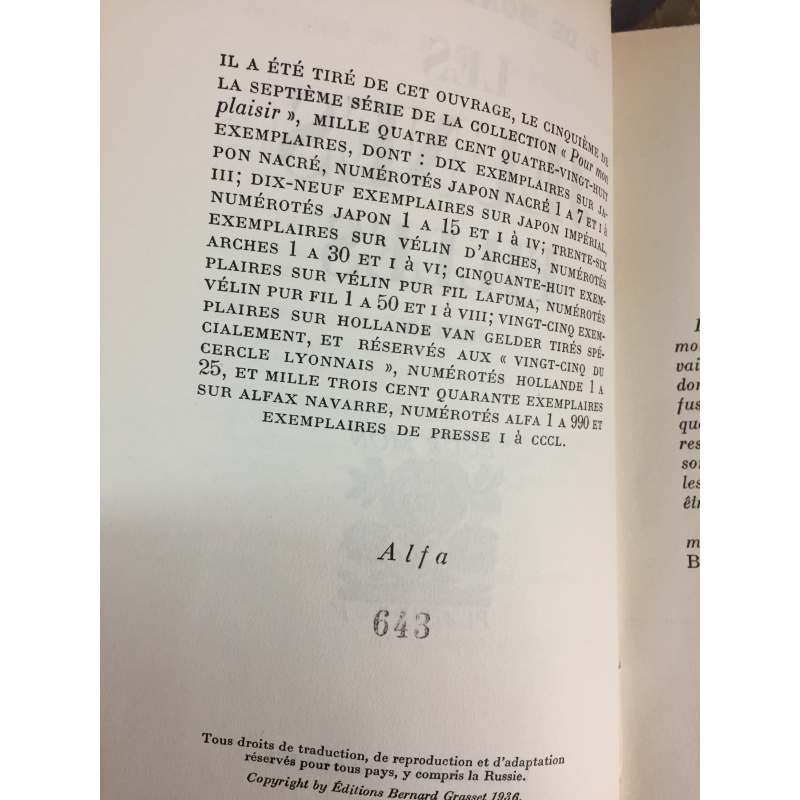 IL A ÉTÉ TIRÉ DE CET OUVRAGE, LE CINQUIÈME DE
LA SEPTIÈME SÉRIE DE LA COLLECTION « Pour mon
plaisir », MILLE QUATRE CENT QUATRE-VINGT-HUIT
EXEMPLAIRES, DONT : DIX EXEMPLAIRES SUR JA-
PON NACRÉ, NUMÉROTÉS JAPON NACRÉ 1 A 7 ET I à
III; DIX-NEUF EXEMPLAIRES SUR JAPON IMPÉRIAL,
NUMÉROTÉS JAPON 1 A 15 ET I à IV; TRENTE-SIX
EXEMPLAIRES SUR VÉLIN D'ARCHES, NUMÉROTÉS
ARCHES 1 A 30 ET I à VI; CINQUANTE-HUIT EXEM-
PLAIRES SUR VÉLIN PUR FIL LAFUMA, NUMÉROTÉS
VÉLIN PUR FIL 1 A 50 ET I à VIII; VINGT-CINQ EXEM-
PLAIRES SUR HOLLANDE VAN GELDER TIRÉS SPÉ-
CIALEMENT, ET RÉSERVÉS AUX « VINGT-CINQ DU
CERCLE LYONNAIS », NUMÉROTÉS HOLLANDE 1 A
25, ET MILLE TROIS CENT QUARANTE EXEMPLAIRES
SUR ALFAX NAVARRE, NUMÉROTÉS ALFA 1 A 990 ET
EXEMPLAIRES DE PRESSE I à CCCL.
Alfa
643
Tous droits de traduction, de reproduction et d'adaptation
réservés pour tous pays, y compris la Russie.
Copyright by Éditions Bernard Grasset 1936.